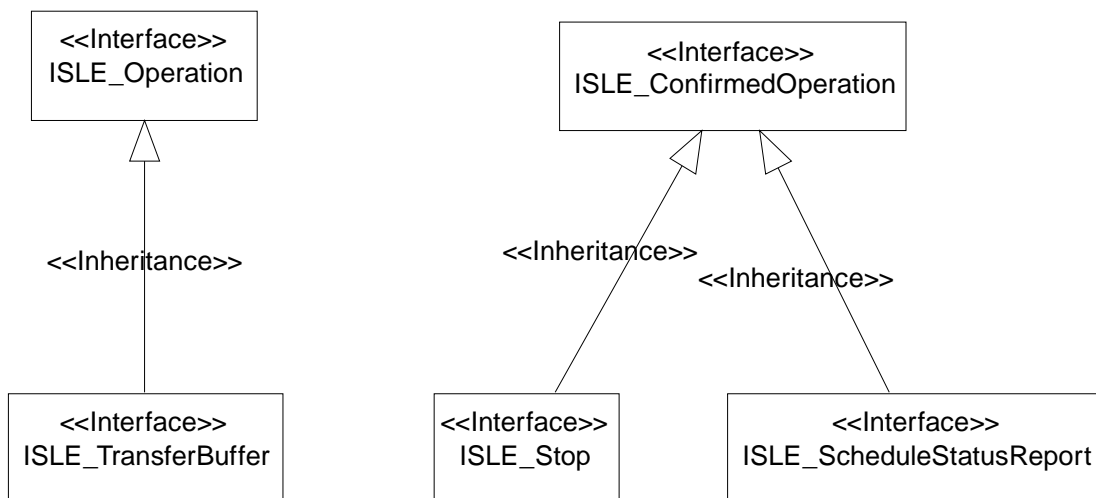 <<Interface>>
ISLE_Operation
<<Interface>>
ISLE_ConfirmedOperation
<<Inheritance>>
<<Inheritance>>
<<Inheritance>>
<<Interface>>
ISLE_TransferBuffer
<<Interface>>
ISLE_Stop
<<Interface>>
ISLE_ScheduleStatusReport